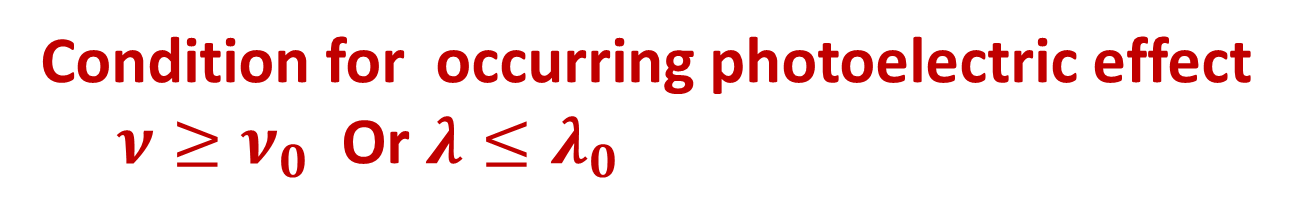 Condition for  occurring photoelectric effect
ν ≥ ν₀  Or λ ≤ λ₀